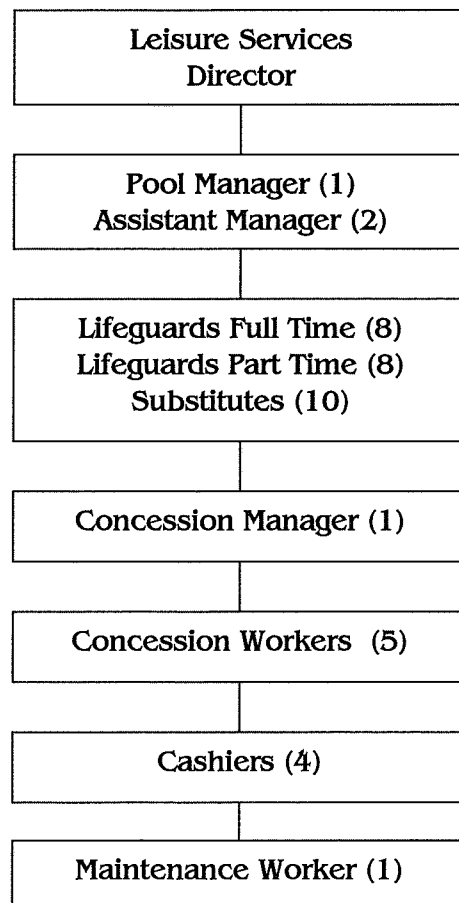 Leisure Services
Director
Pool Manager (1)
Assistant Manager (2)
Lifeguards Full Time (8)
Lifeguards Part Time (8)
Substitutes (10)
Concession Manager (1)
Concession Workers (5)
Cashiers (4)
Maintenance Worker (1)